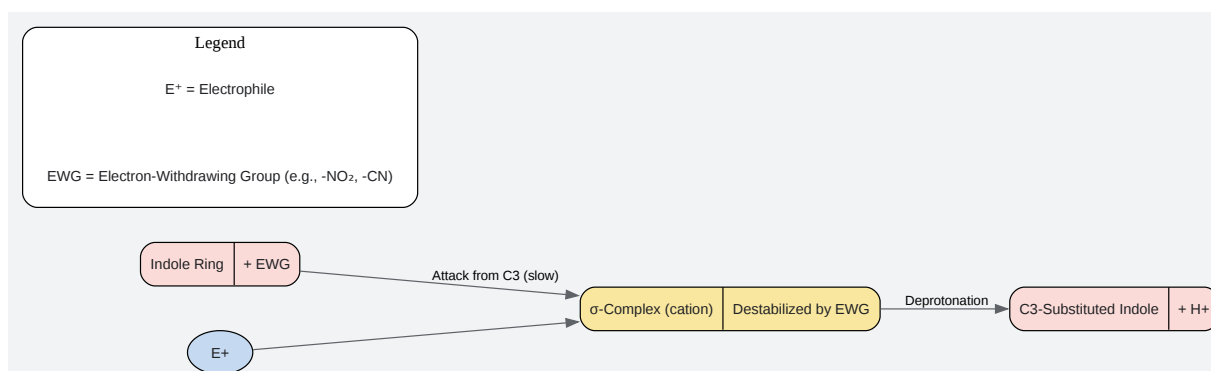 Legend
E⁺ = Electrophile
EWG = Electron-Withdrawing Group (e.g., -NO₂, -CN)
Indole Ring + EWG
Attack from C3 (slow)
σ-Complex (cation) Destabilized by EWG
Deprotonation
C3-Substituted Indole + H+
E+